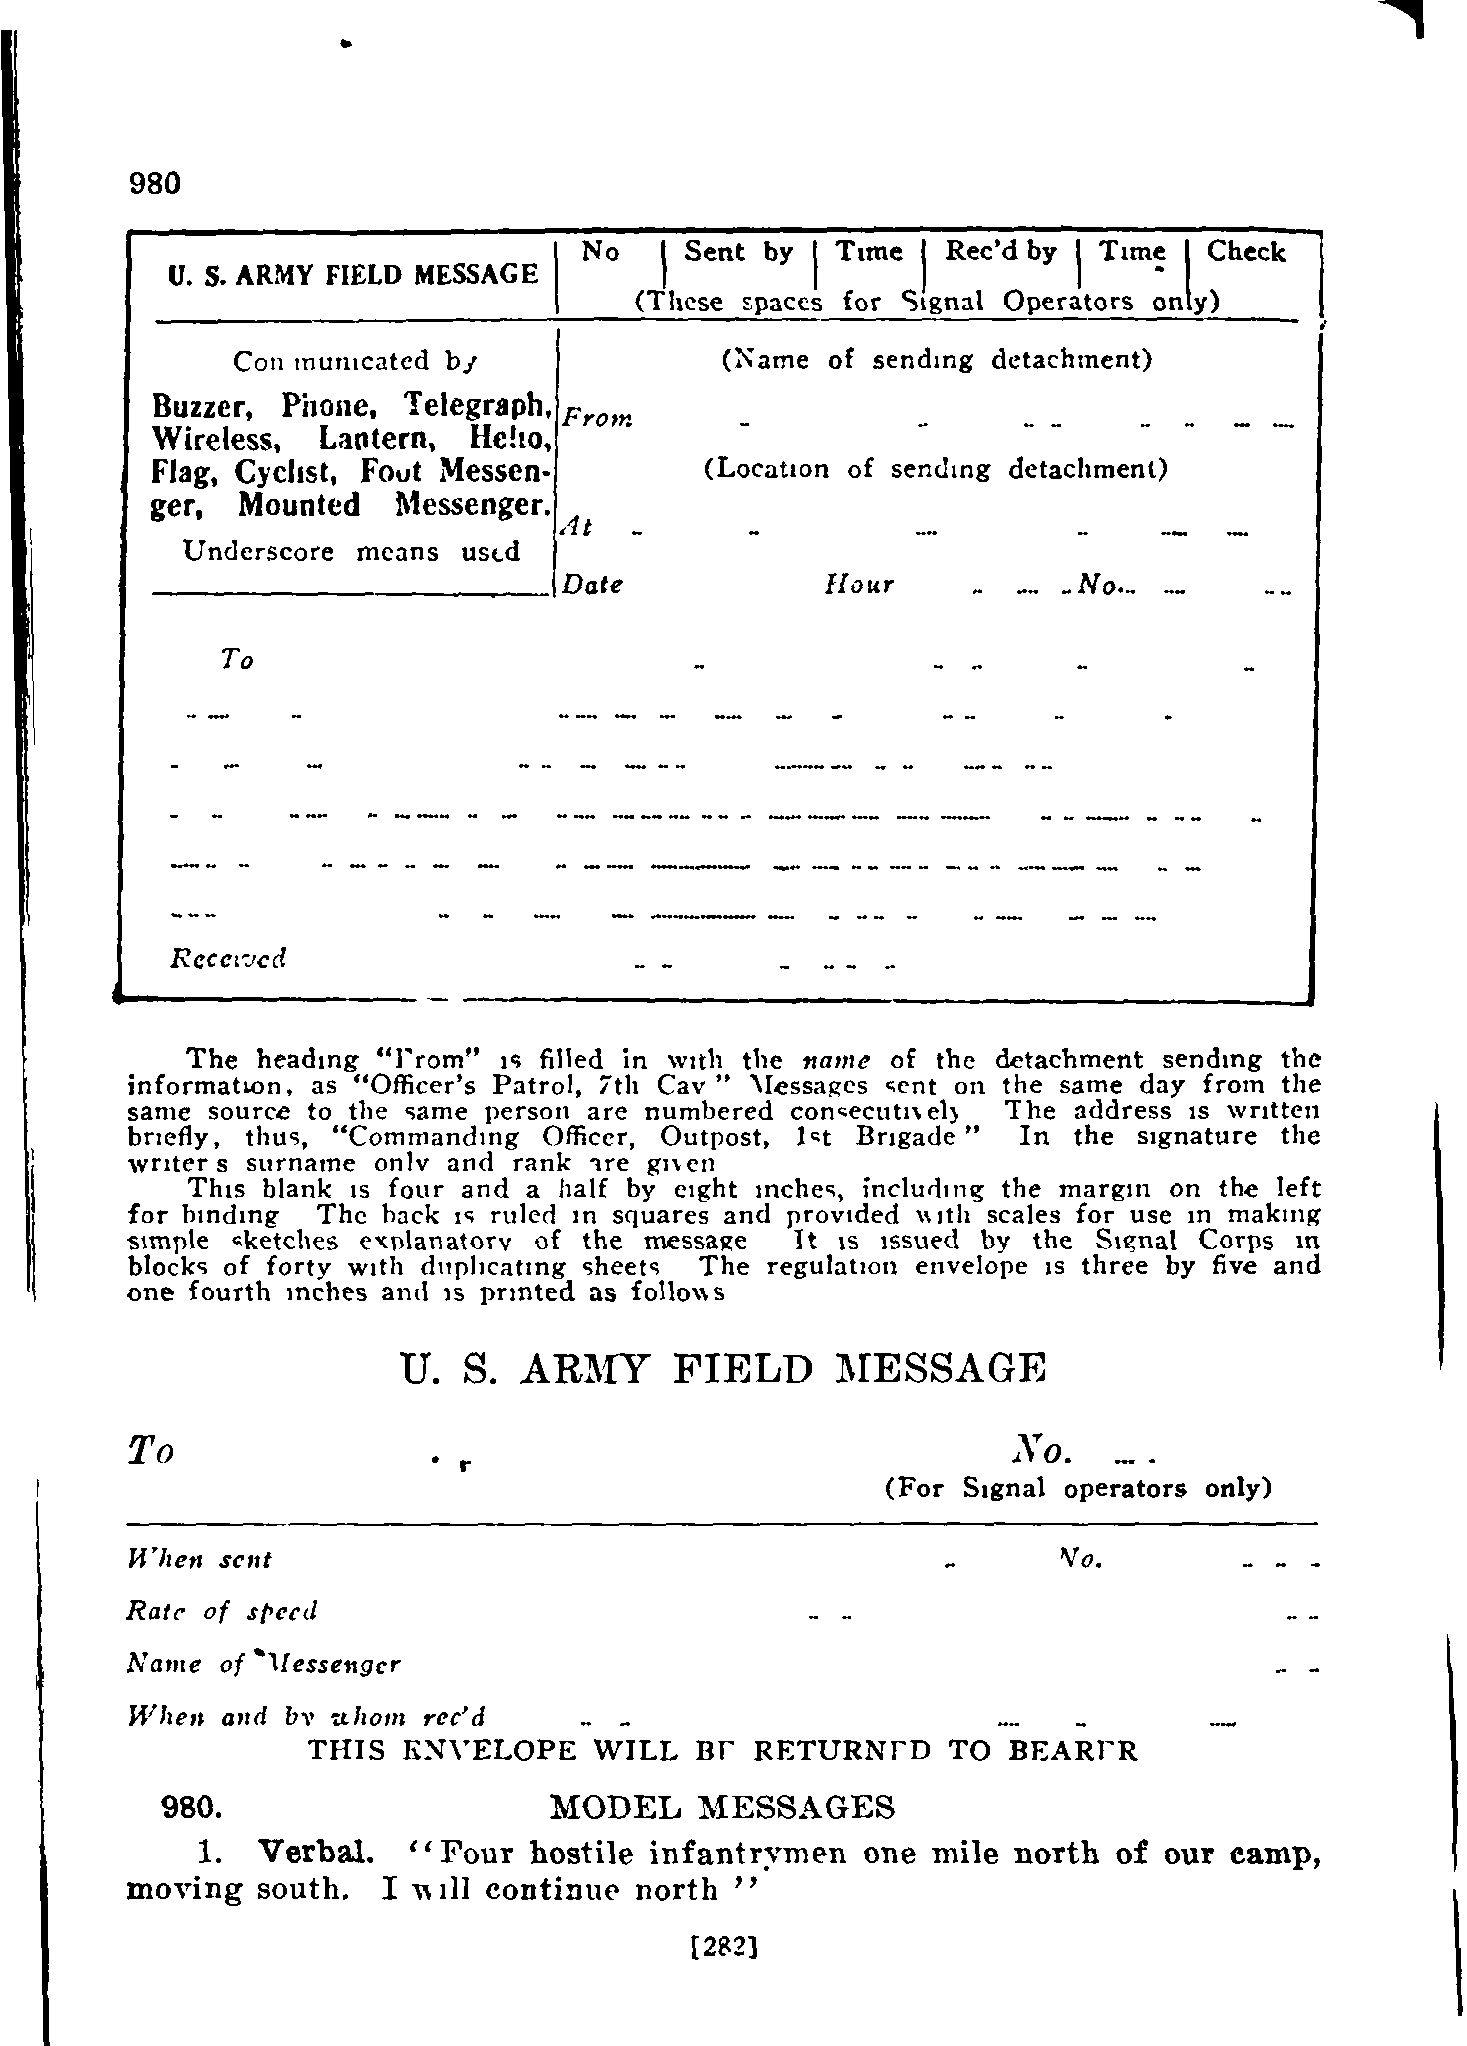 980
U. S. ARMY FIELD MESSAGE
No Sent by Time Rec'd by Time Check
(These spaces for Signal Operators only)
Communicated by
Buzzer, Phone, Telegraph,
Wireless, Lantern, Helio,
Flag, Cyclist, Foot Messen-
ger, Mounted Messenger.
Underscore means used
(Name of sending detachment)
From
(Location of sending detachment)
At
Date Hour No.
To
Received
The heading "From" is filled in with the name of the detachment sending the
information, as "Officer's Patrol, 7th Cav" Messages sent on the same day from the
same source to the same person are numbered consecutively The address is written
briefly, thus, "Commanding Officer, Outpost, 1st Brigade" In the signature the
writer s surname only and rank are given
This blank is four and a half by eight inches, including the margin on the left
for binding The back is ruled in squares and provided with scales for use in making
simple sketches explanatory of the message It is issued by the Signal Corps in
blocks of forty with duplicating sheets The regulation envelope is three by five and
one fourth inches and is printed as follows
U. S. ARMY FIELD MESSAGE
To No.
(For Signal operators only)
When sent No.
Rate of speed
Name of Messenger
When and by whom rec'd
THIS ENVELOPE WILL BE RETURNED TO BEARER
980. MODEL MESSAGES
1. Verbal. "Four hostile infantrymen one mile north of our camp,
moving south. I will continue north"
[282]